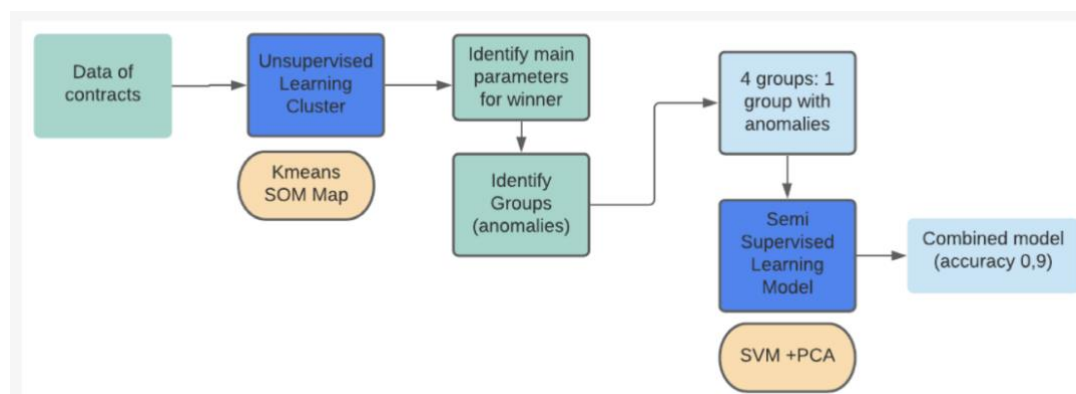 Data of
contracts
Unsupervised
Learning
Cluster
Kmeans
SOM Map
Identify main
parameters
for winner
Identify
Groups
(anomalies)
4 groups: 1
group with
anomalies
Semi
Supervised
Learning
Model
SVM +PCA
Combined model
(accuracy 0,9)